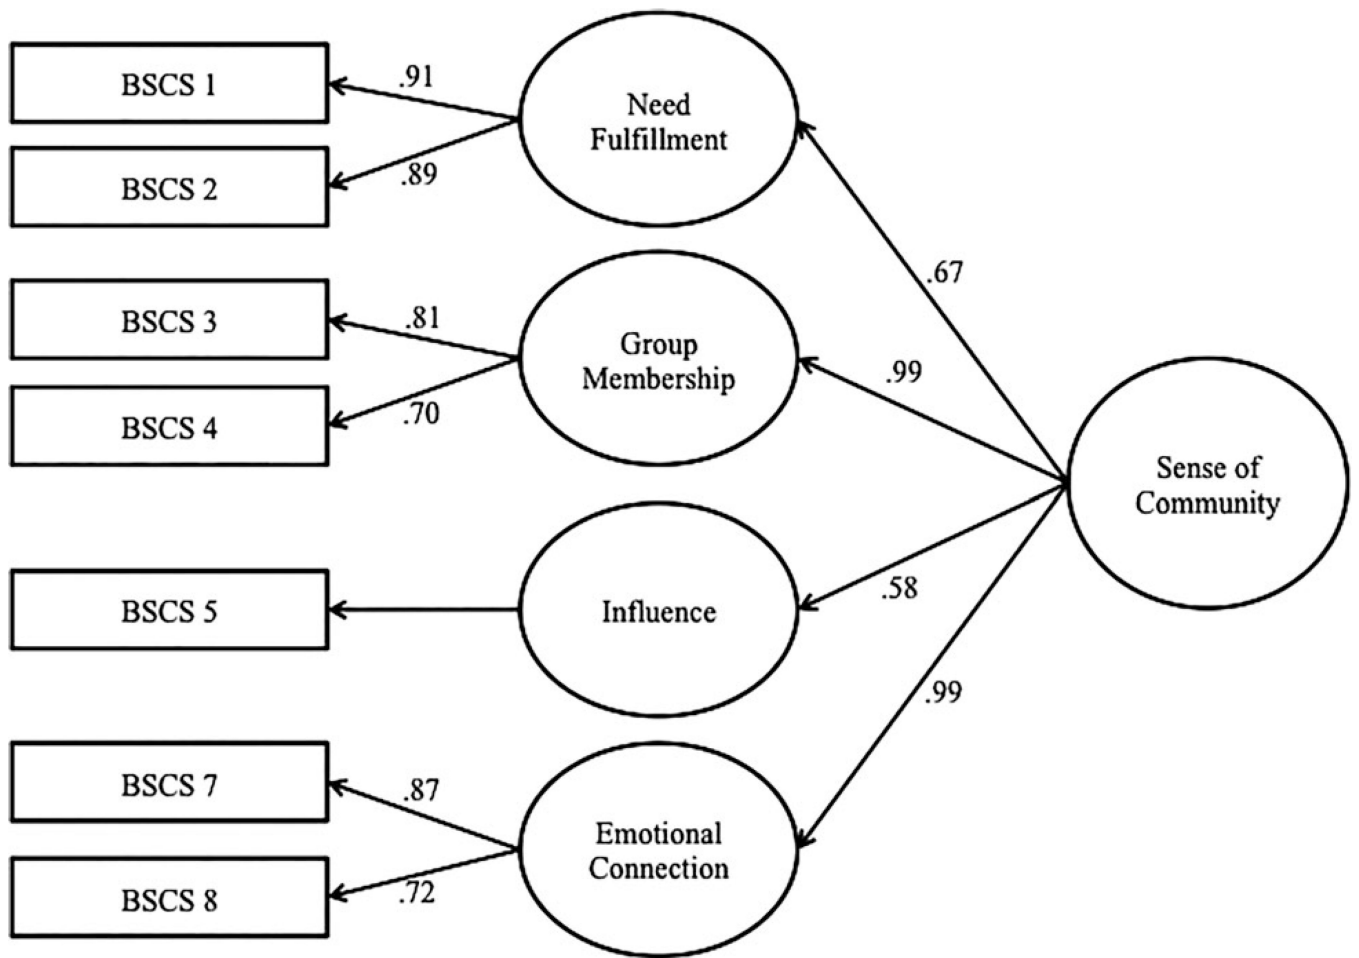 BSCS 1
.91
BSCS 2
.89
Need
Fulfillment
.67
BSCS 3
.81
BSCS 4
.70
Group
Membership
.99
Sense of
Community
BSCS 5
Influence
.58
BSCS 7
.87
BSCS 8
.72
Emotional
Connection
.99